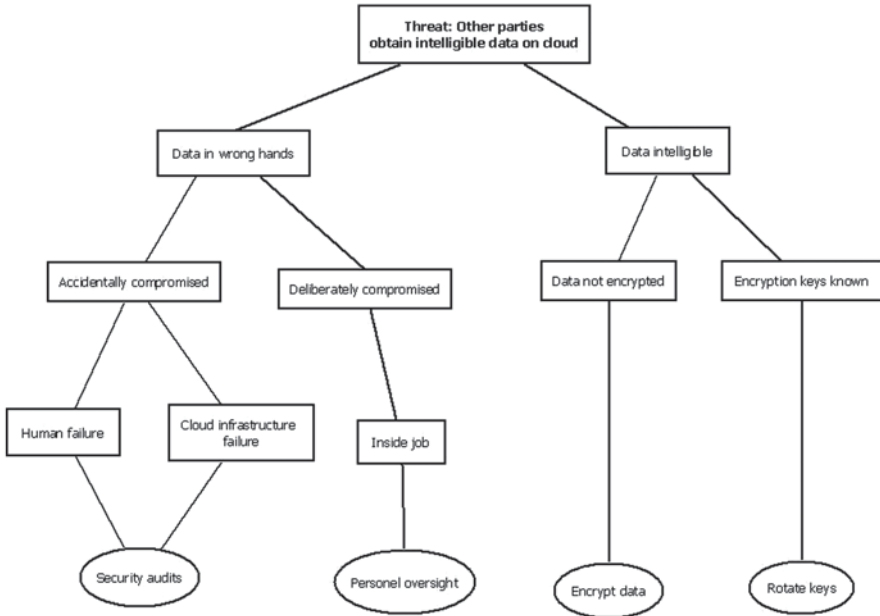 Threat: Other parties
obtain intelligible data on cloud
Data in wrong hands
Data intelligible
Accidentally compromised
Deliberately compromised
Data not encrypted
Encryption keys known
Human failure
Cloud infrastructure
failure
Inside job
Security audits
Personel oversight
Encrypt data
Rotate keys